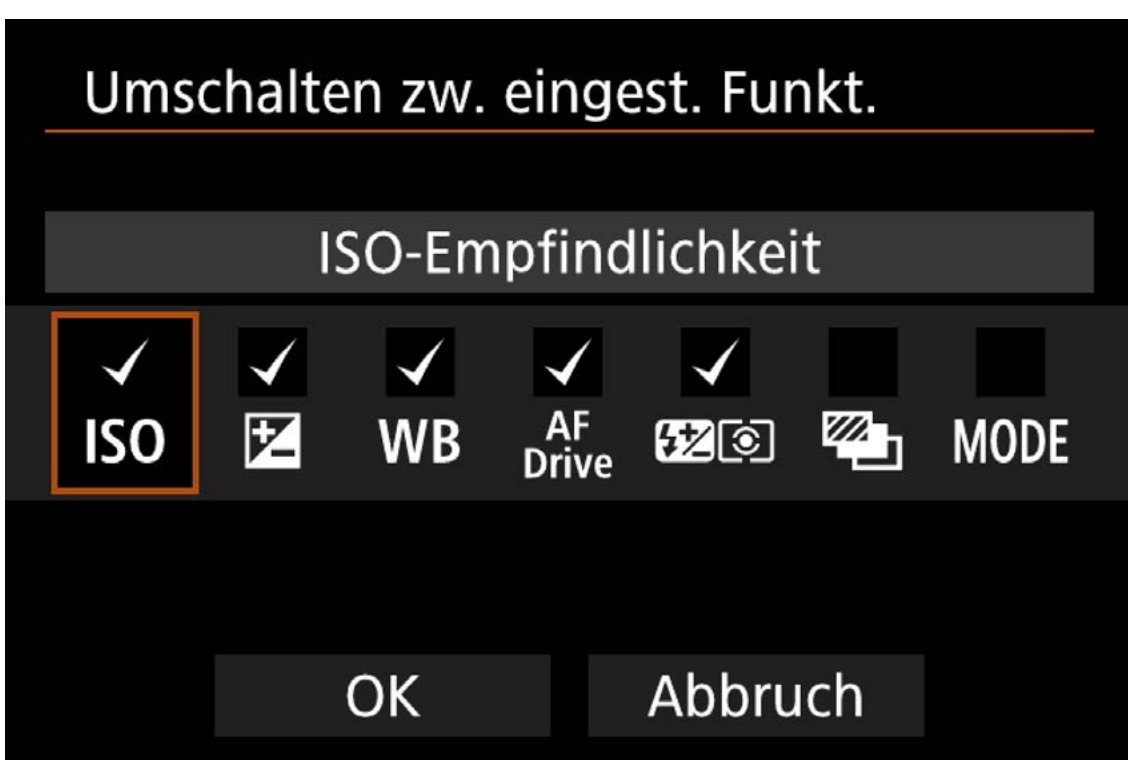 Umschalten zw. eingest. Funkt.
ISO-Empfindlichkeit
ISO WB AF Drive MODE
OK Abbruch